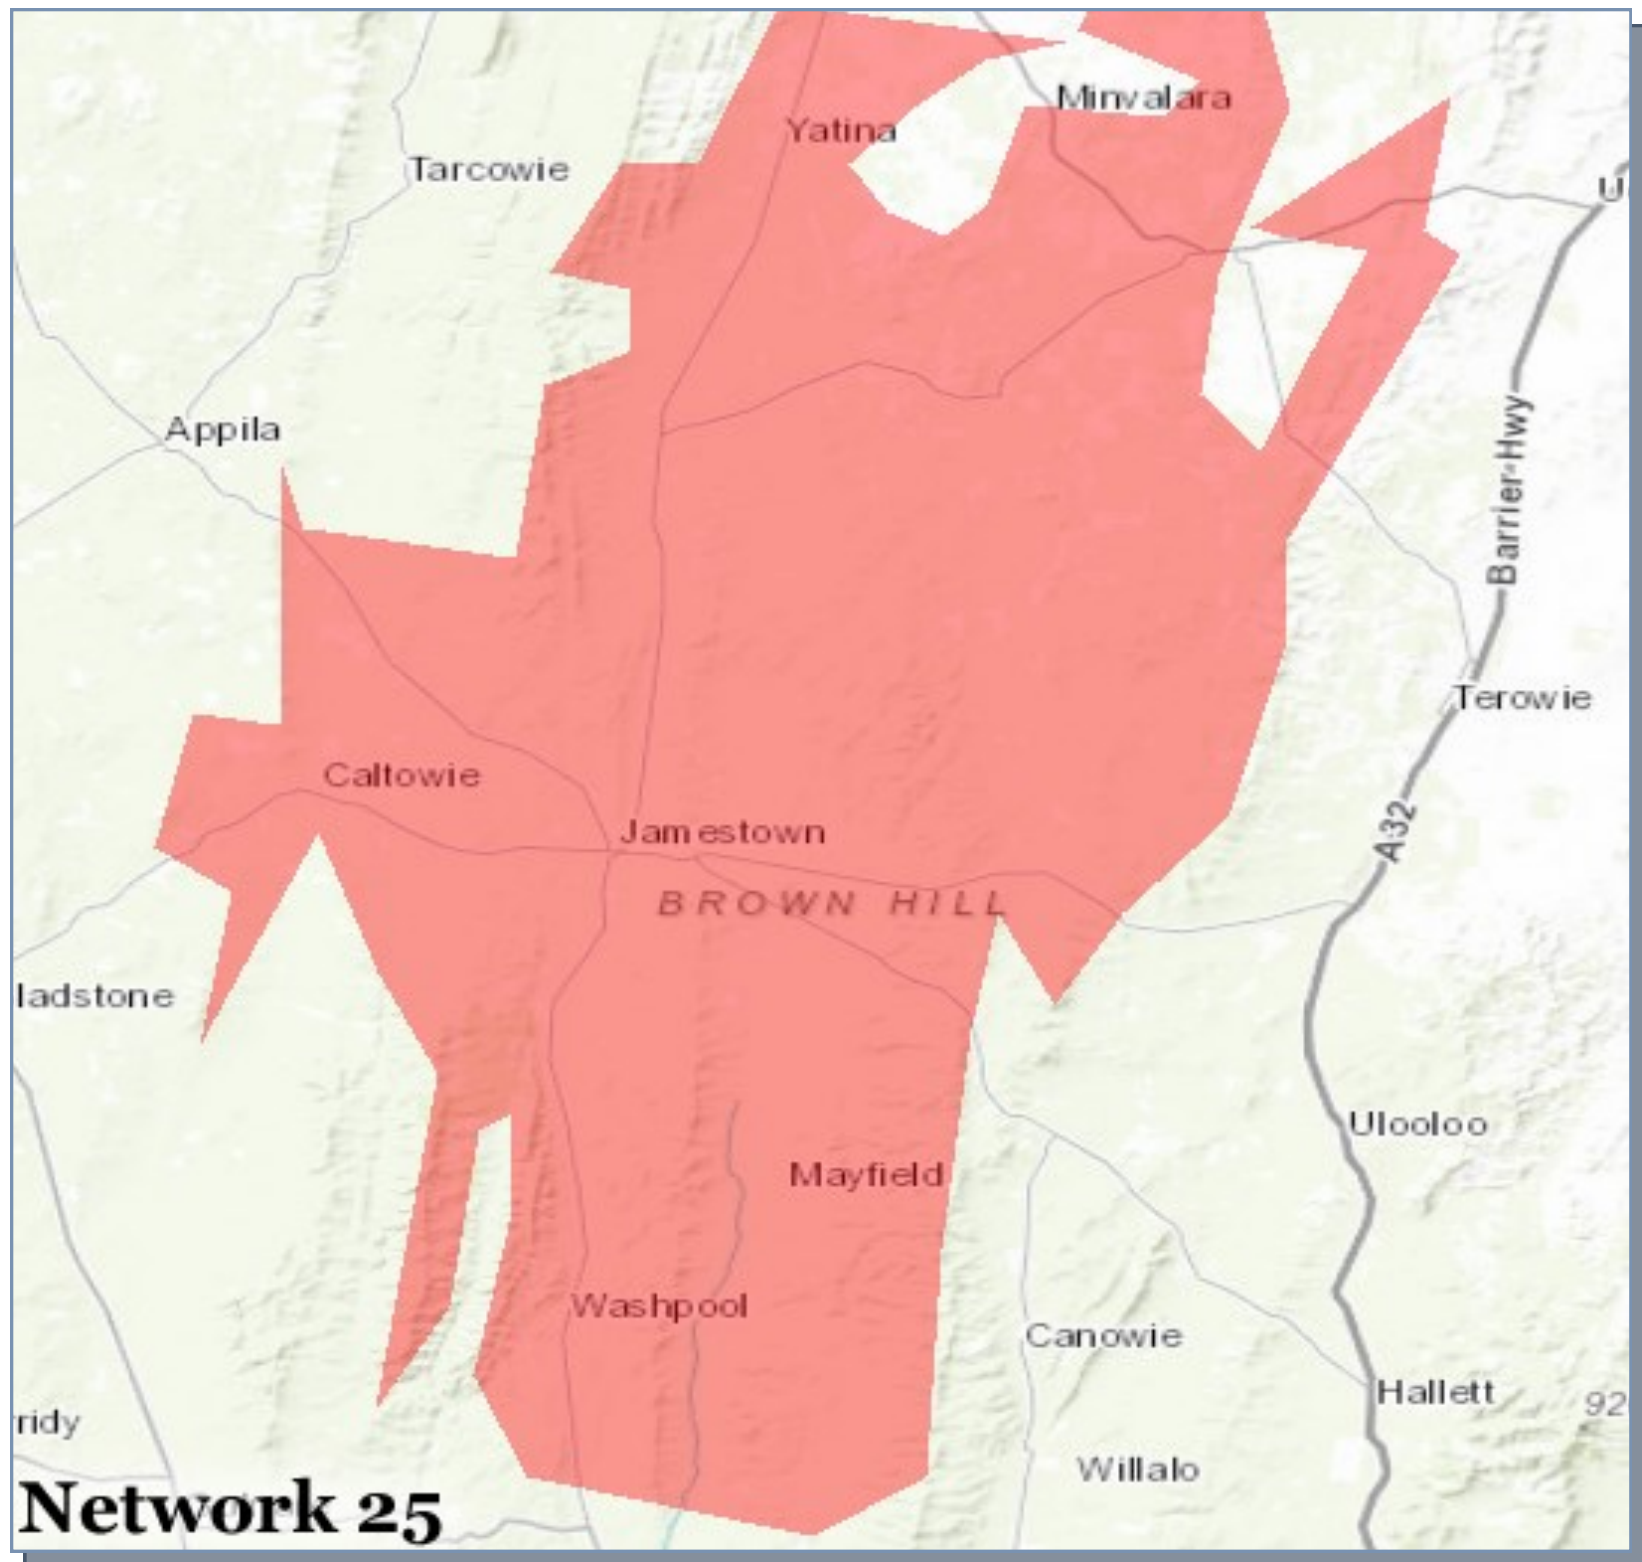 Minvalara
Yatina
Tarcowie
U
Appila
Barrier Hwy
Terowie
Caltowie
Jamestown
A32
BROWN HILL
ladstone
Ulooloo
Mayfield
Washpool
Canowie
Hallett
92
ridy
Willalo
Network 25